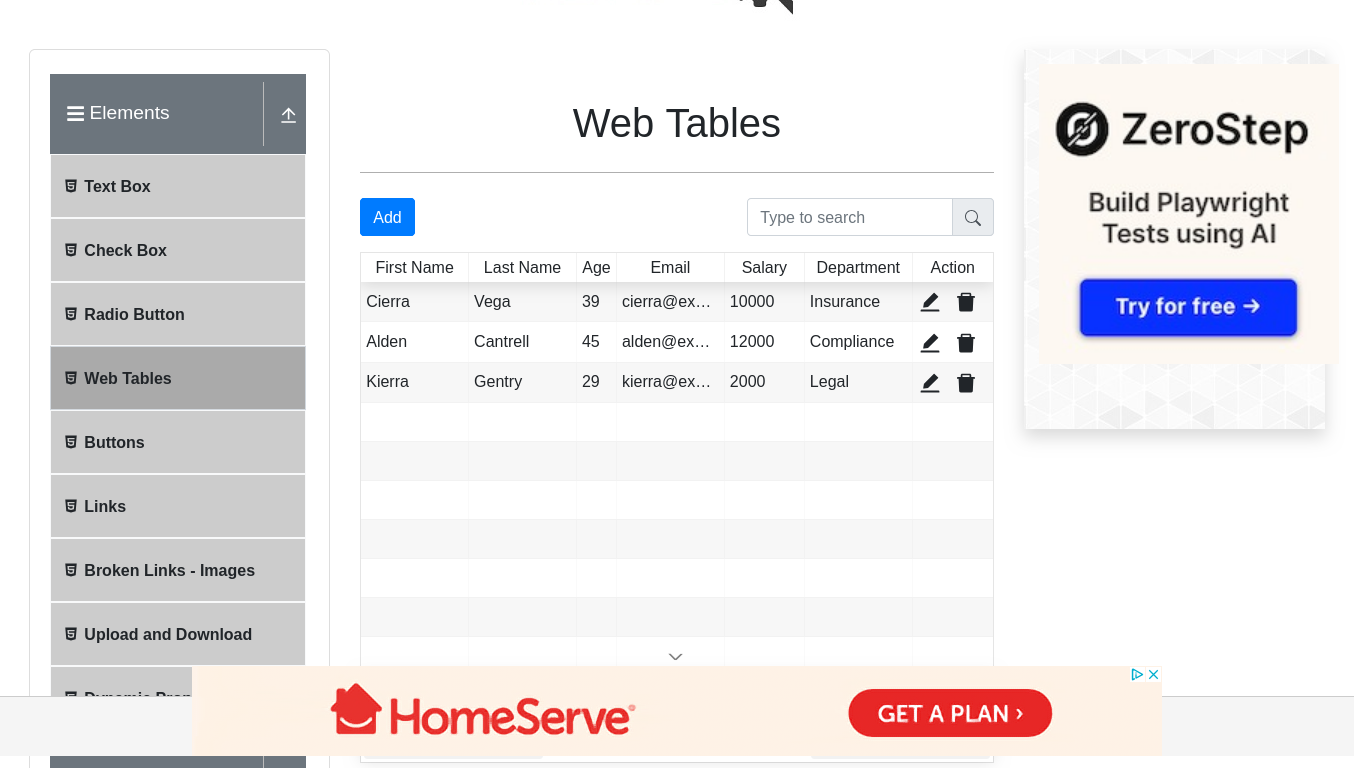 Elements
Text Box
Check Box
Radio Button
Web Tables
Buttons
Links
Broken Links - Images
Upload and Download
Web Tables
Add
Type to search
First Name Last Name Age Email Salary Department Action
Cierra Vega 39 cierra@ex… 10000 Insurance
Alden Cantrell 45 alden@ex… 12000 Compliance
Kierra Gentry 29 kierra@ex… 2000 Legal
ZeroStep
Build Playwright
Tests using AI
Try for free →
HomeServe®
GET A PLAN ›